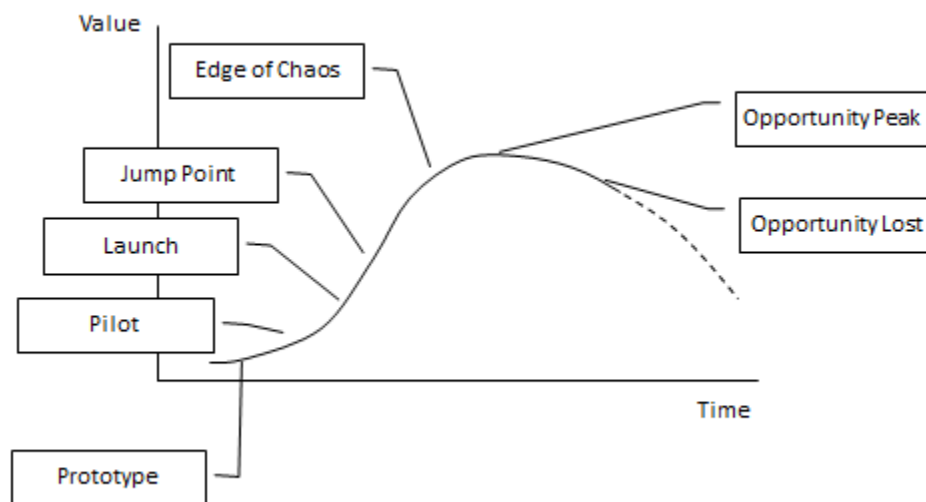 Value
Edge of Chaos
Opportunity Peak
Jump Point
Opportunity Lost
Launch
Pilot
Time
Prototype